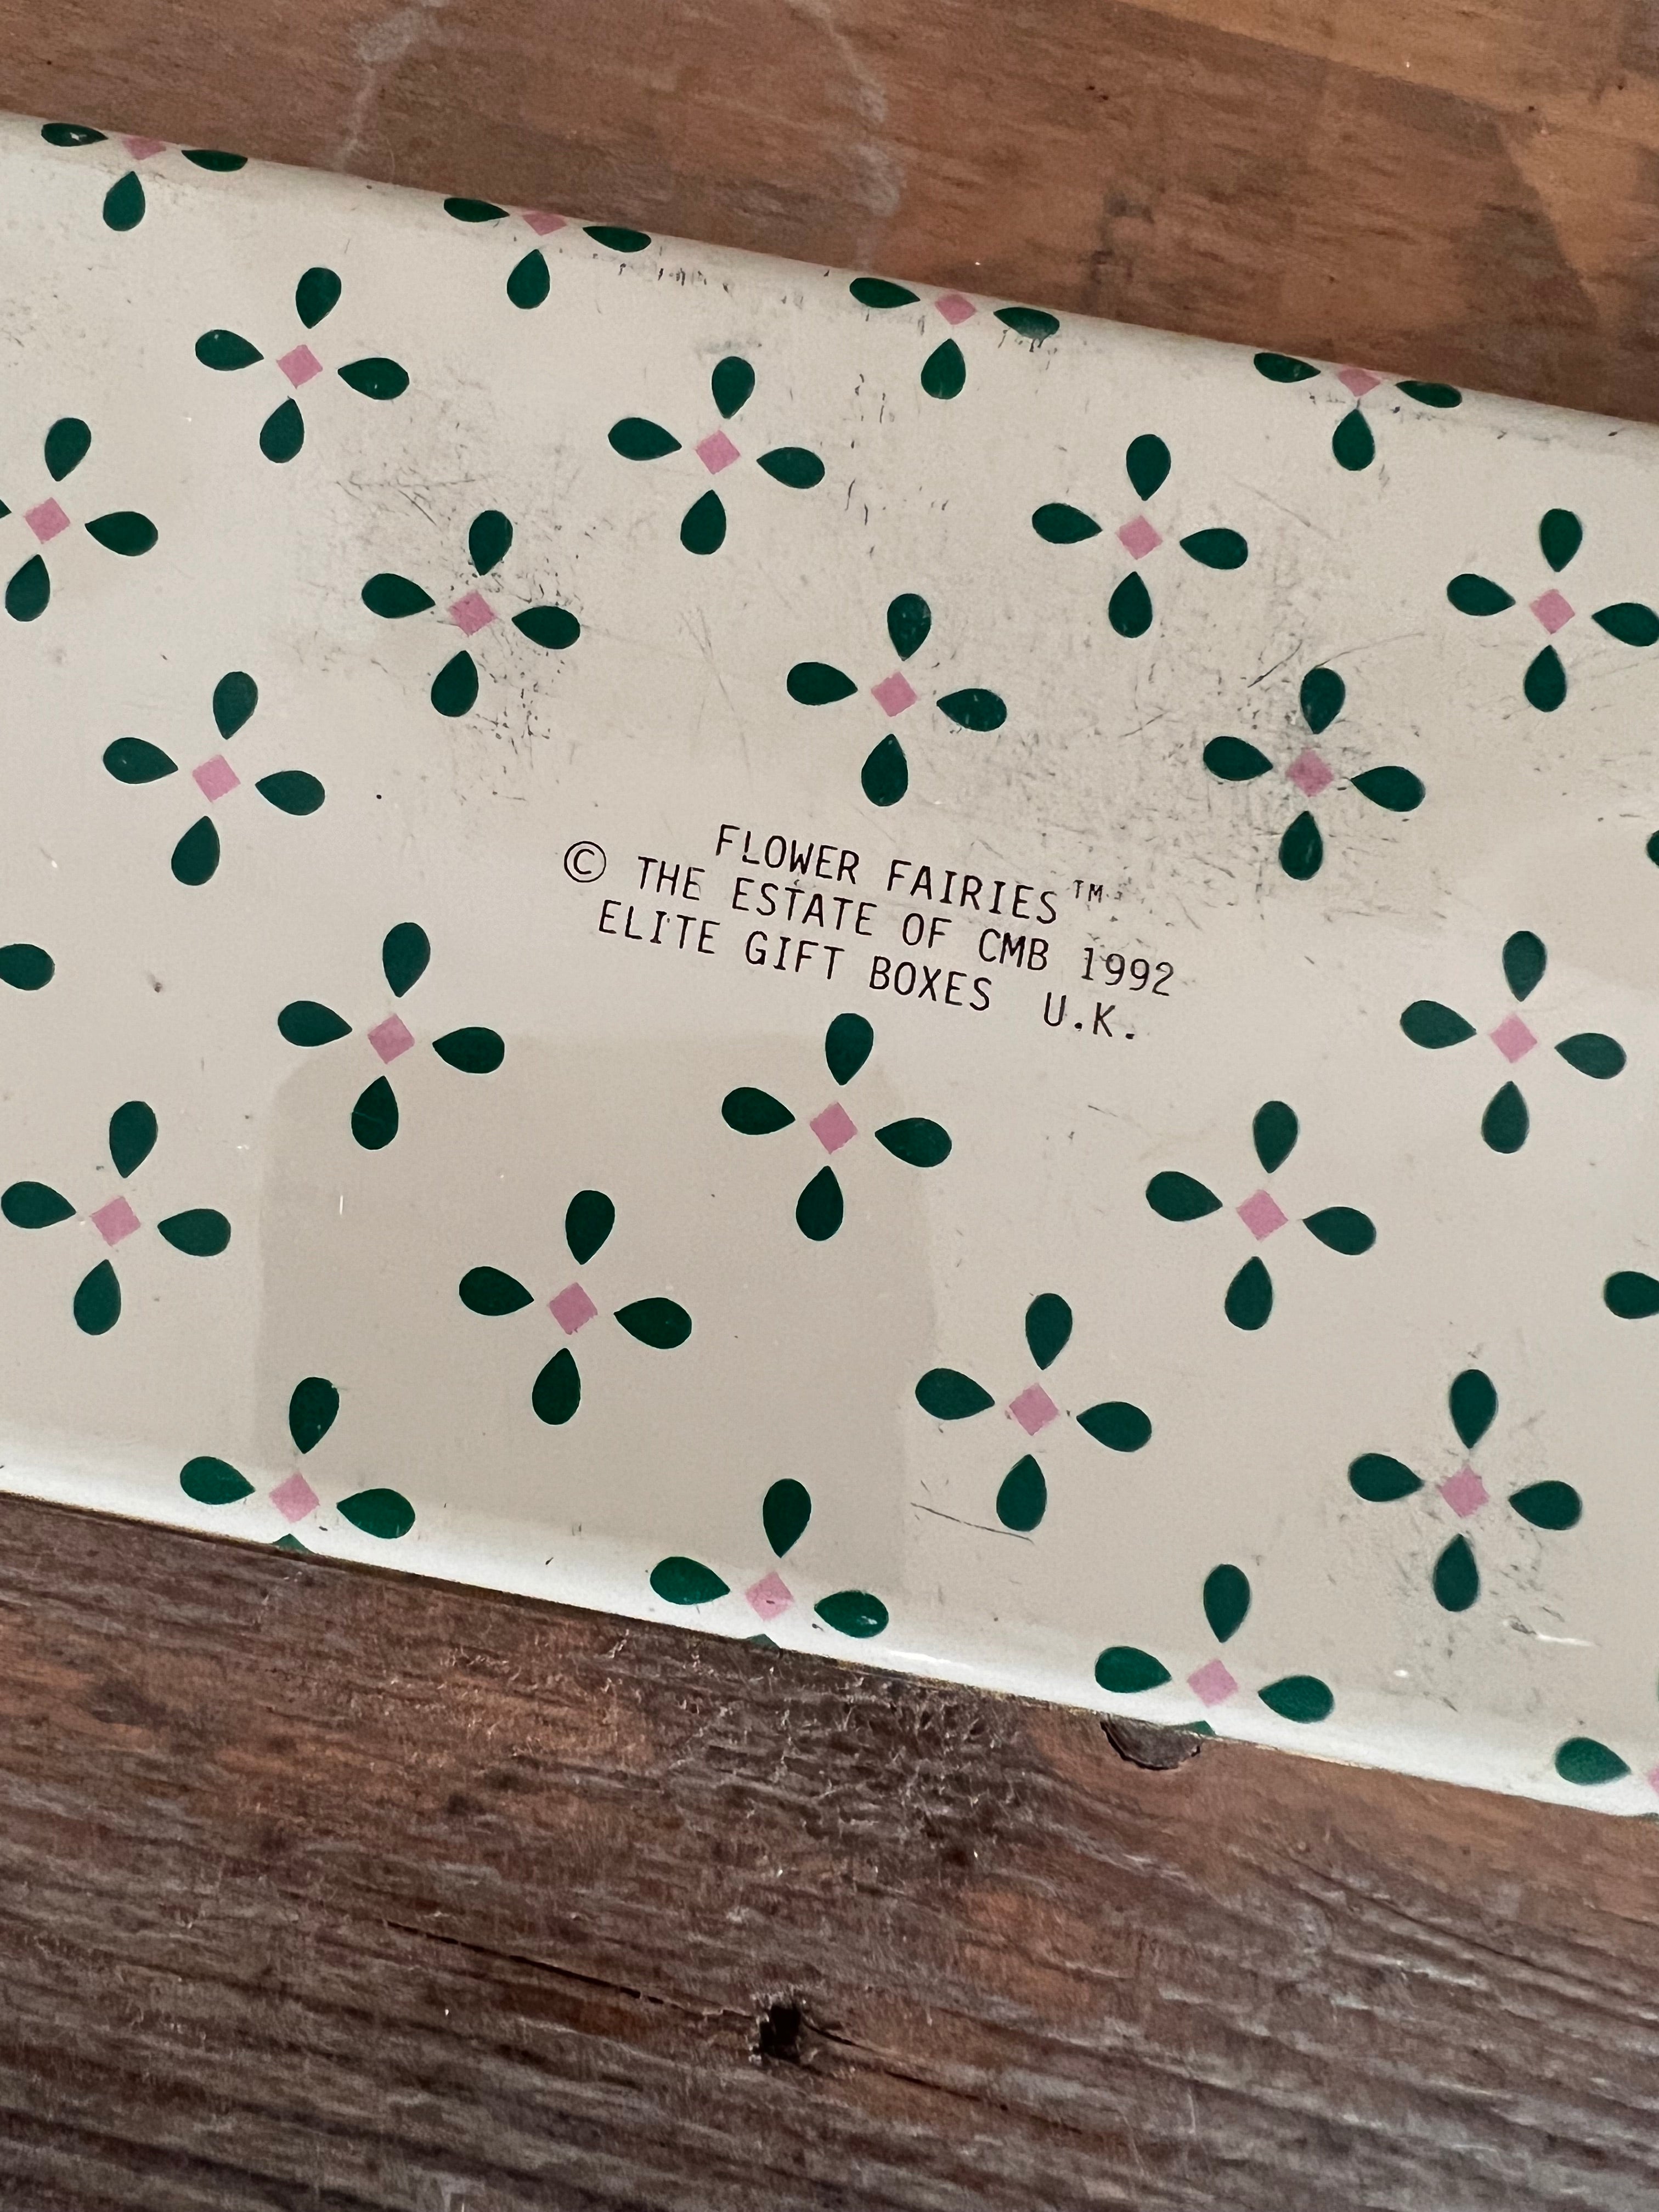 FLOWER FAIRIES™
© THE ESTATE OF CMB 1992
ELITE GIFT BOXES U.K.